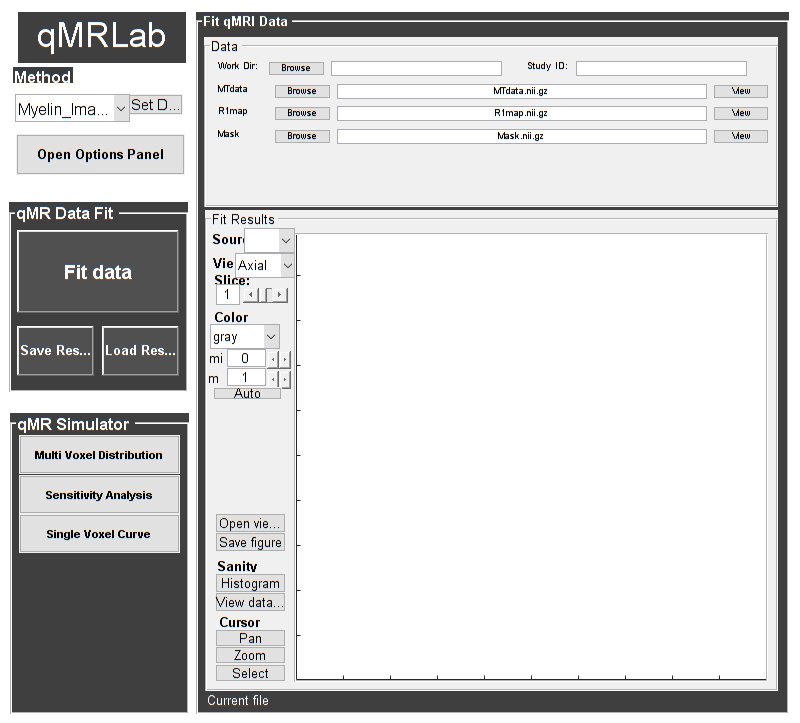 qMRLab
Method
Myelin_Ima...
Set D...
Open Options Panel
qMR Data Fit
Fit data
Save Res...
Load Res...
qMR Simulator
Multi Voxel Distribution
Sensitivity Analysis
Single Voxel Curve
Fit qMRI Data
Data
Work Dir: Browse Study ID:
MTdata Browse MTdata.nii.gz View
R1map Browse R1map.nii.gz View
Mask Browse Mask.nii.gz View
Fit Results
Sour
Vie Axial
Slice:
1
Color
gray
mi 0
m 1
Auto
Open vie...
Save figure
Sanity
Histogram
View data...
Cursor
Pan
Zoom
Select
Current file